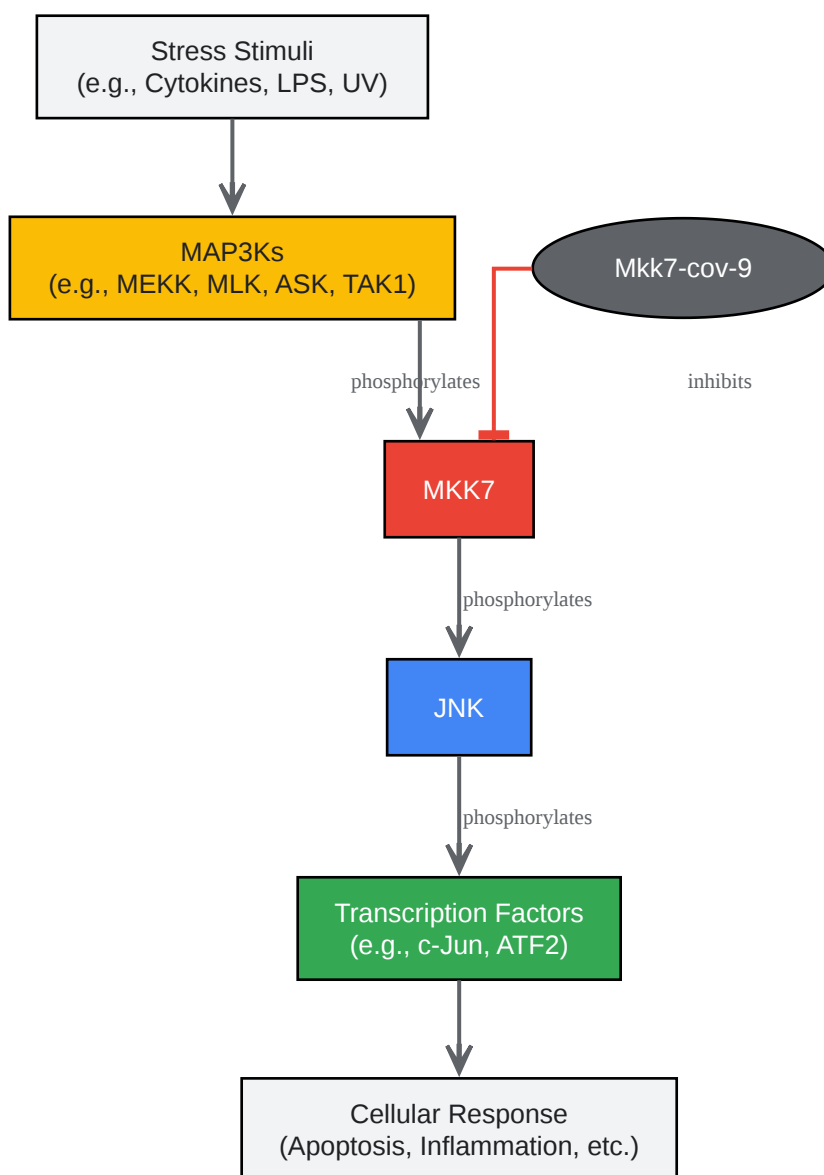 Stress Stimuli
(e.g., Cytokines, LPS, UV)
MAP3Ks
(e.g., MEKK, MLK, ASK, TAK1)
Mkk7-cov-9
phosphorylates
inhibits
MKK7
phosphorylates
JNK
phosphorylates
Transcription Factors
(e.g., c-Jun, ATF2)
Cellular Response
(Apoptosis, Inflammation, etc.)